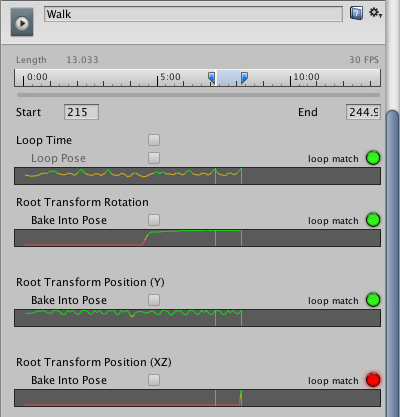 Walk
Length 13.033 30 FPS
0:00 5:00 10:00
Start 215 End 244.9
Loop Time
Loop Pose loop match
Root Transform Rotation
Bake Into Pose loop match
Root Transform Position (Y)
Bake Into Pose loop match
Root Transform Position (XZ)
Bake Into Pose loop match